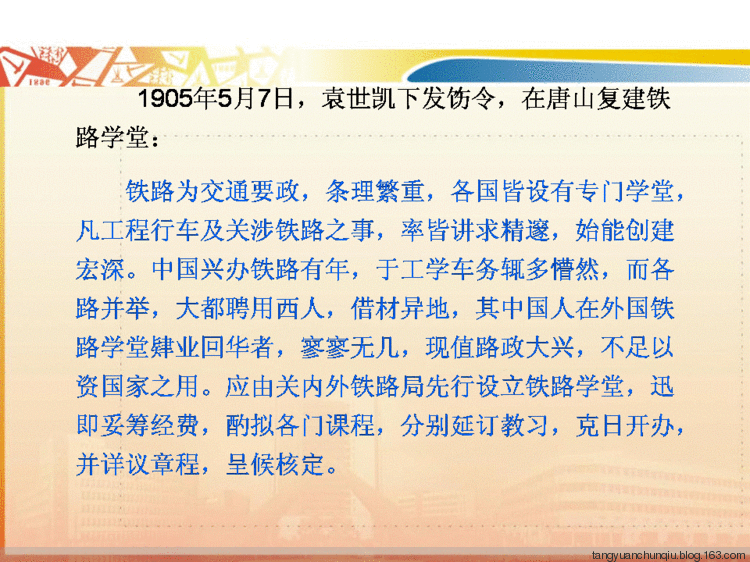 1905年5月7日，袁世凯下发饬令，在唐山复建铁
路学堂：
铁路为交通要政，条理繁重，各国皆设有专门学堂，
凡工程行车及关涉铁路之事，率皆讲求精邃，始能创建
宏深。中国兴办铁路有年，于工学车务辄多懵然，而各
路并举，大都聘用西人，借材异地，其中国人在外国铁
路学堂肄业回华者，寥寥无几，现值路政大兴，不足以
资国家之用。应由关内外铁路局先行设立铁路学堂，迅
即妥筹经费，酌拟各门课程，分别延订教习，克日开办，
并详议章程，呈候核定。
tangyuanchunqiu.blog.163.com